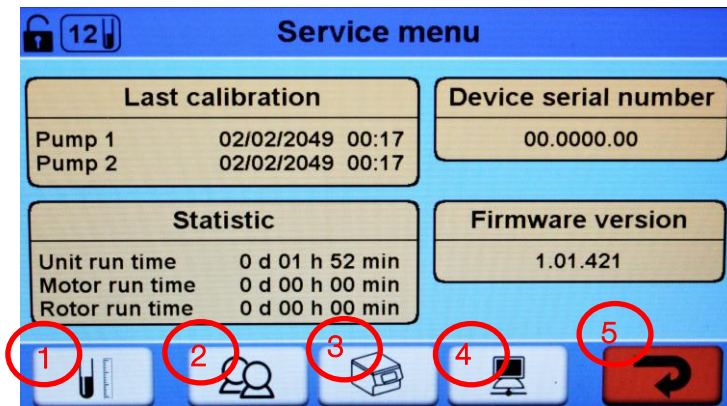 12
Service menu
Last calibration
Pump 1 02/02/2049 00:17
Pump 2 02/02/2049 00:17
Device serial number
00.0000.00
Statistic
Unit run time 0 d 01 h 52 min
Motor run time 0 d 00 h 00 min
Rotor run time 0 d 00 h 00 min
Firmware version
1.01.421
1
2
3
4
5